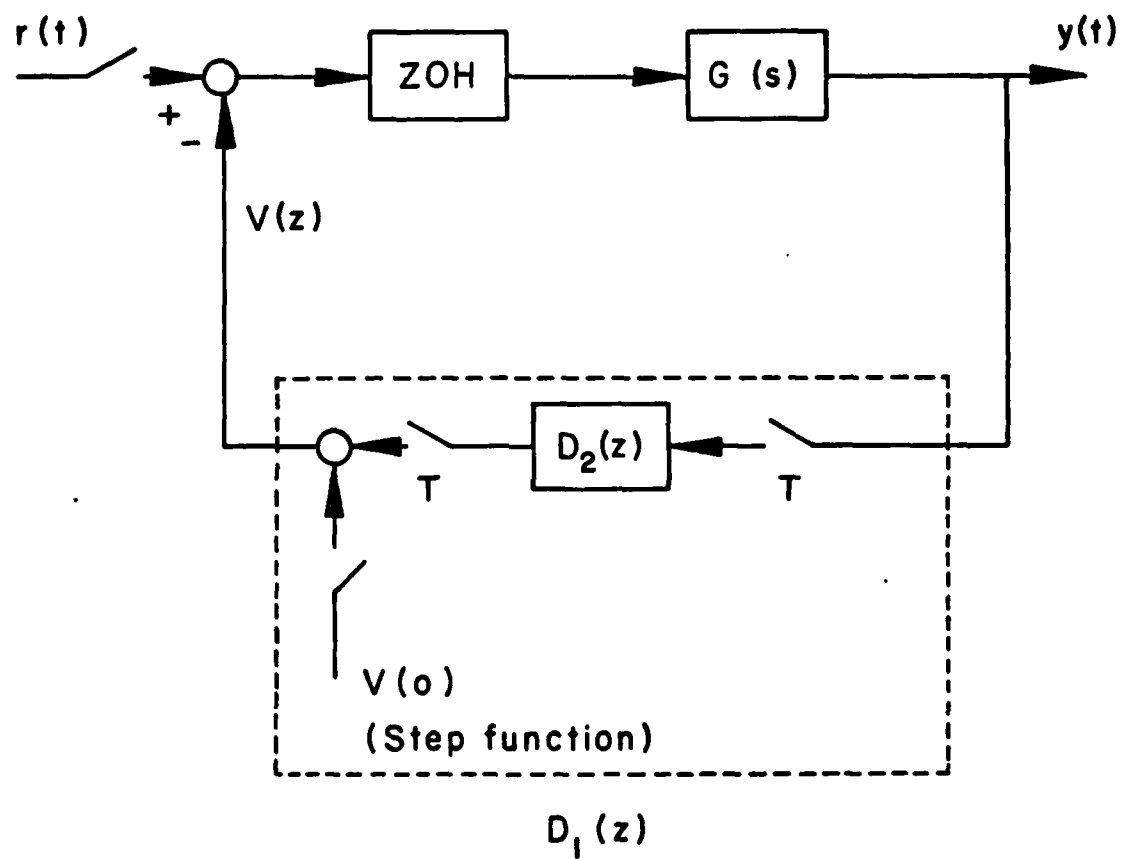 r(t)
y(t)
ZOH
G (s)
+
-
V(z)
D₂(z)
T
T
V(o)
(Step function)
D₁(z)